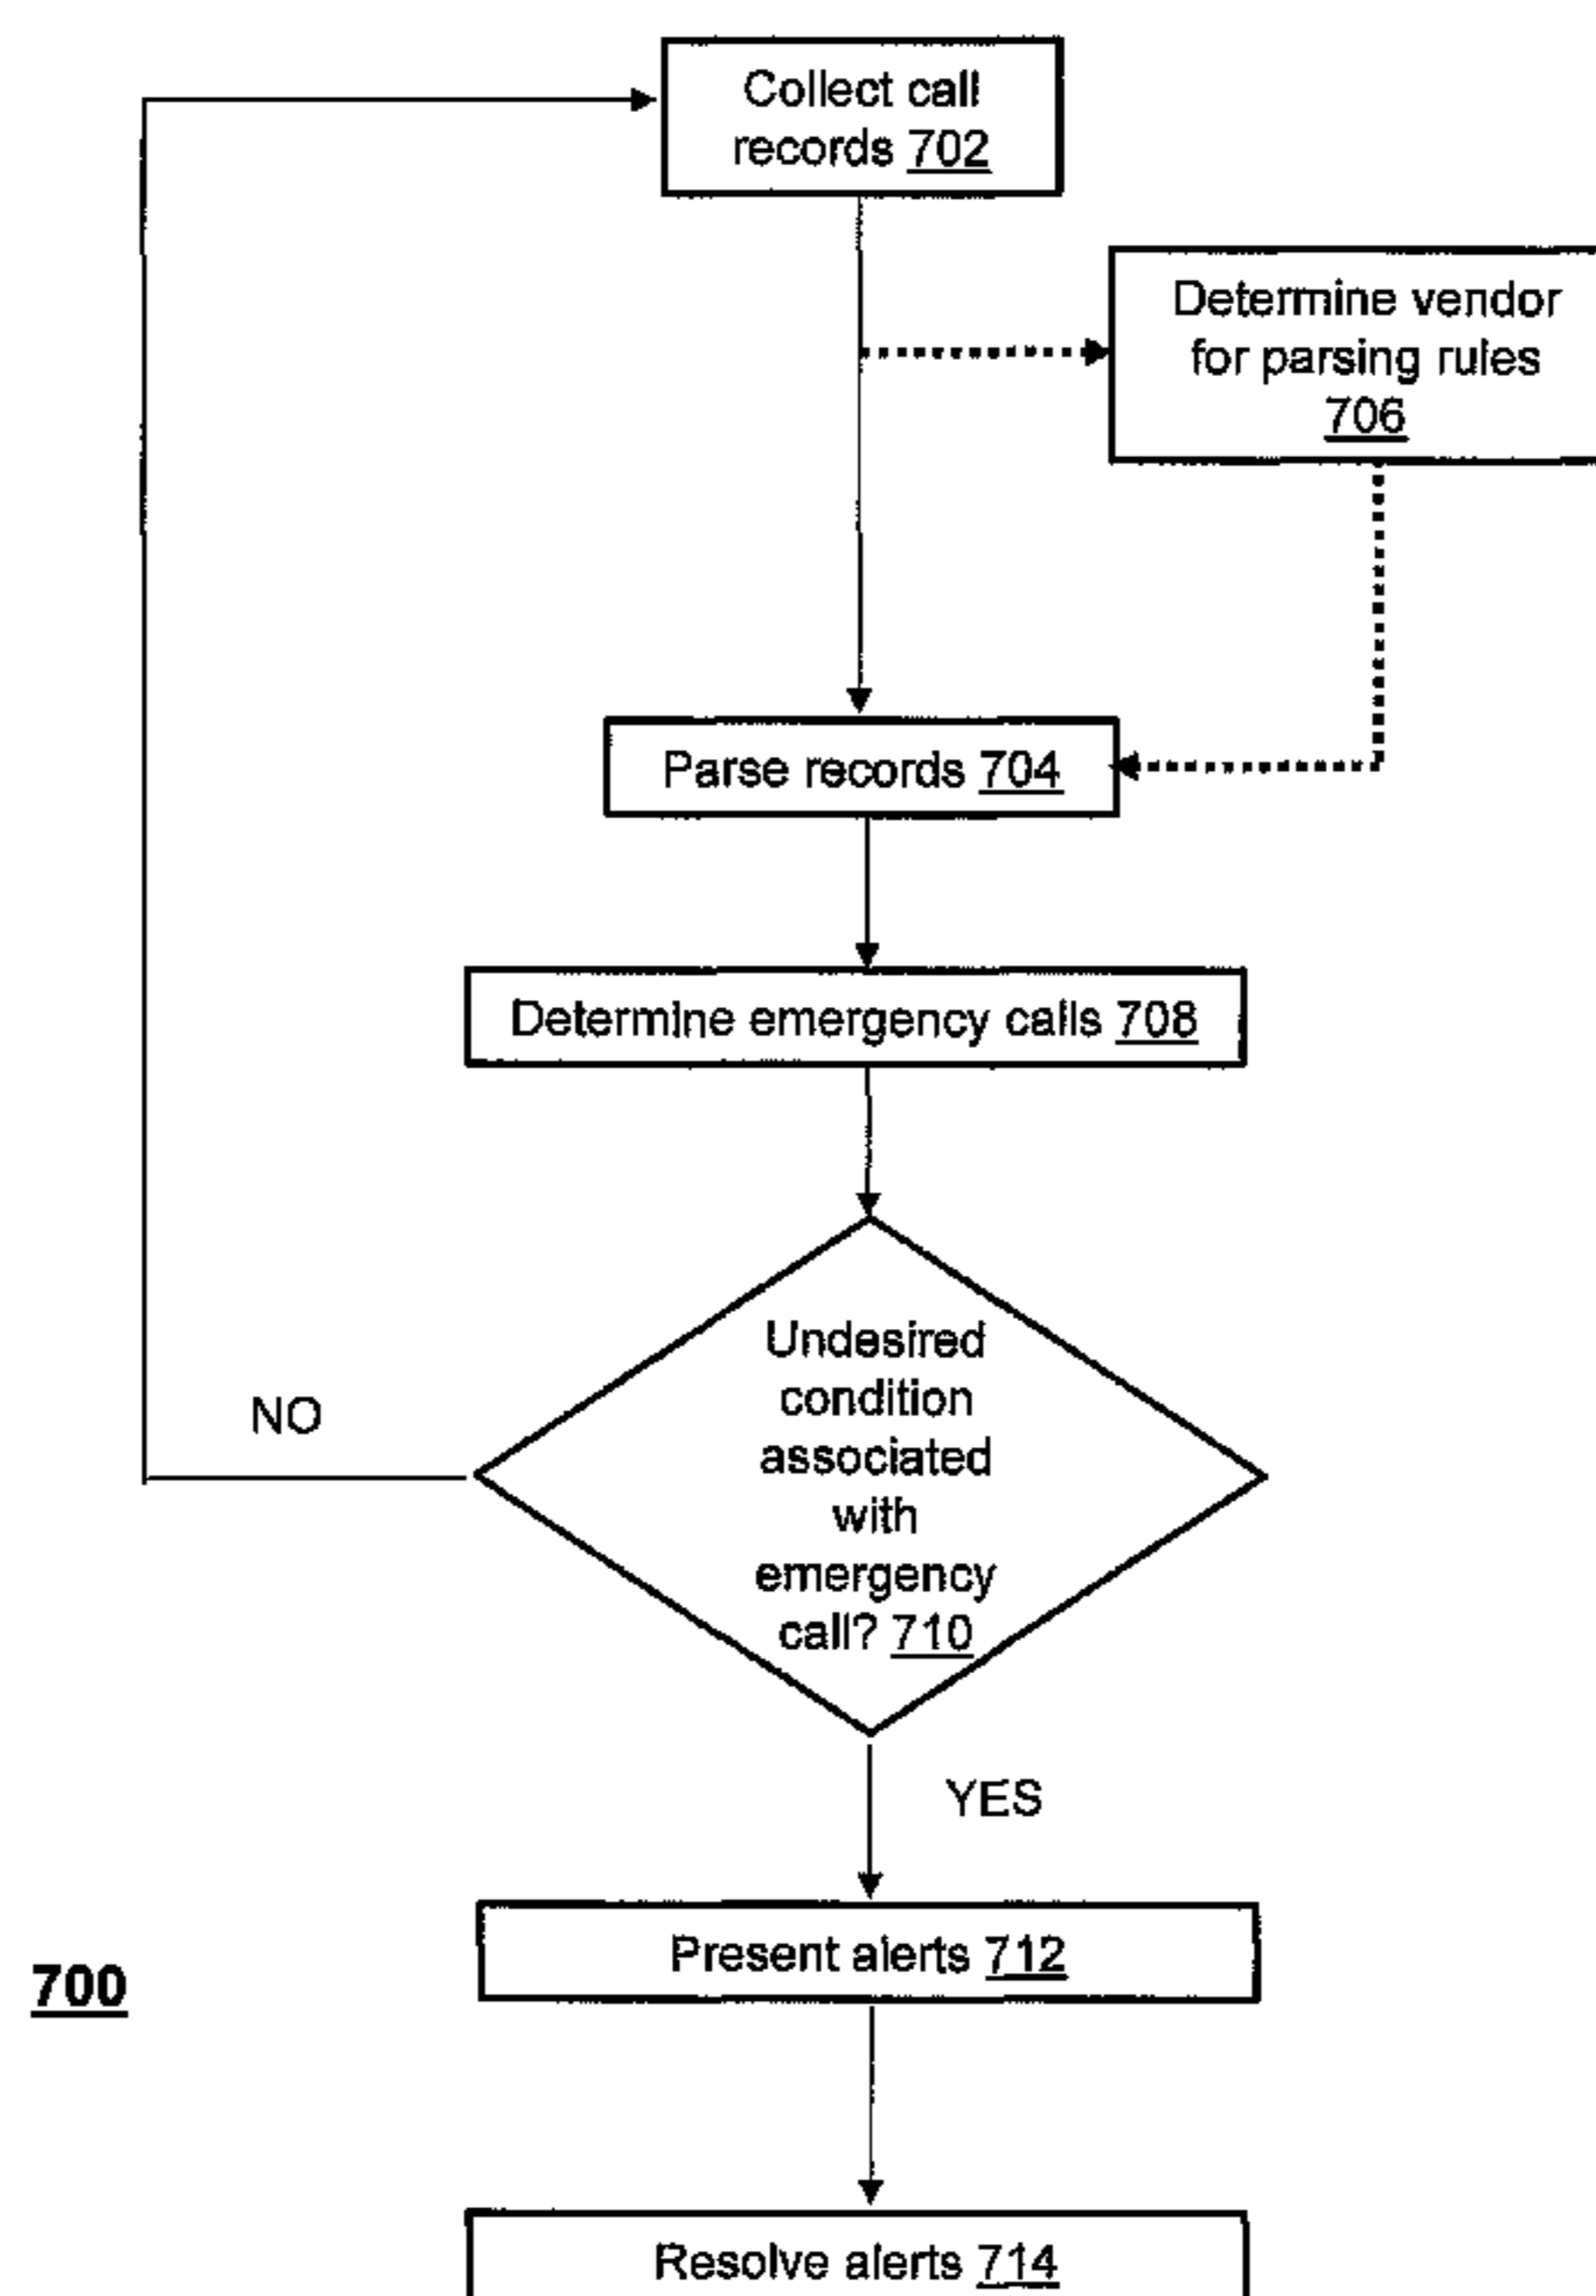 Collect call
records 702
Determine vendor
for parsing rules
706
Parse records 704
Determine emergency calls 708
Undesired
condition
associated
with
emergency
call? 710
NO
YES
Present alerts 712
700
Resolve alerts 714